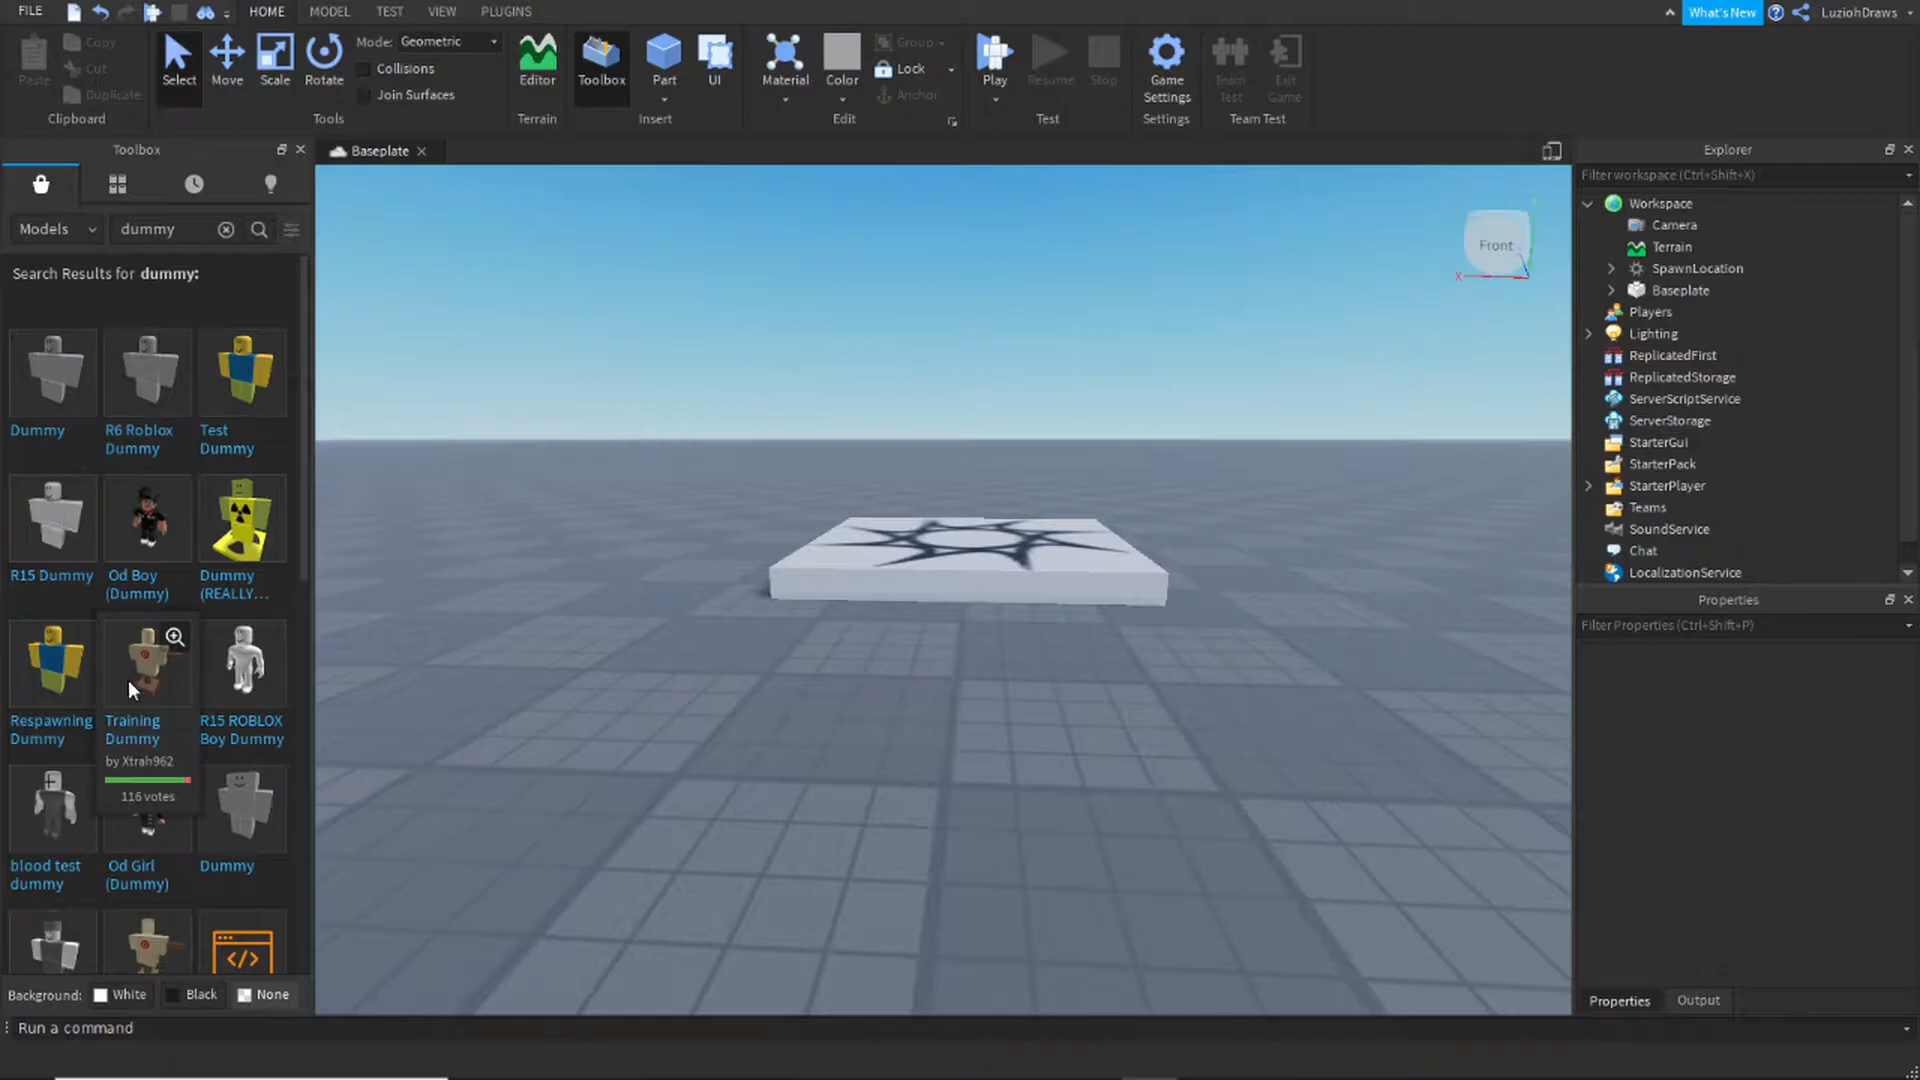 FILE
HOME MODEL TEST VIEW PLUGINS
What's New LuziohDraws
Paste Copy Cut Duplicate
Select Move Scale Rotate
Mode: Geometric
Collisions
Join Surfaces
Editor Toolbox Part UI
Material Color
Group
Lock
Anchor
Play Resume Stop
Game Settings
Team Test
Exit Game
Clipboard Tools Terrain Insert Edit Test Settings Team Test
Toolbox
Baseplate
Models dummy
Search Results for dummy:
Dummy
R6 Roblox Dummy
Test Dummy
R15 Dummy
Od Boy (Dummy)
Dummy (REALLY...
Respawning Dummy
Training Dummy
by Xtrah962
116 votes
R15 ROBLOX Boy Dummy
blood test dummy
Od Girl (Dummy)
Dummy
</>
Background: White Black None
Run a command
Front
X
Explorer
Filter workspace (Ctrl+Shift+X)
Workspace
Camera
Terrain
SpawnLocation
Baseplate
Players
Lighting
ReplicatedFirst
ReplicatedStorage
ServerScriptService
ServerStorage
StarterGui
StarterPack
StarterPlayer
Teams
SoundService
Chat
LocalizationService
Properties
Filter Properties (Ctrl+Shift+P)
Properties Output